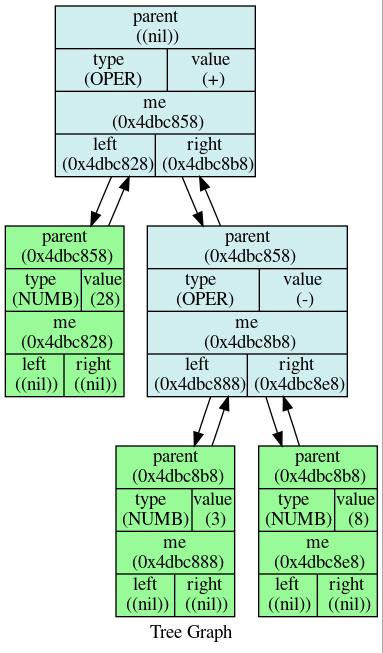 parent
((nil))
type value
(OPER) (+)
me
(0x4dbc858)
left right
(0x4dbc828) (0x4dbc8b8)
parent
(0x4dbc858)
type value
(NUMB) (28)
me
(0x4dbc828)
left right
((nil)) ((nil))
parent
(0x4dbc858)
type value
(OPER) (-)
me
(0x4dbc8b8)
left right
(0x4dbc888) (0x4dbc8e8)
parent
(0x4dbc8b8)
type value
(NUMB) (3)
me
(0x4dbc888)
left right
((nil)) ((nil))
parent
(0x4dbc8b8)
type value
(NUMB) (8)
me
(0x4dbc8e8)
left right
((nil)) ((nil))
Tree Graph